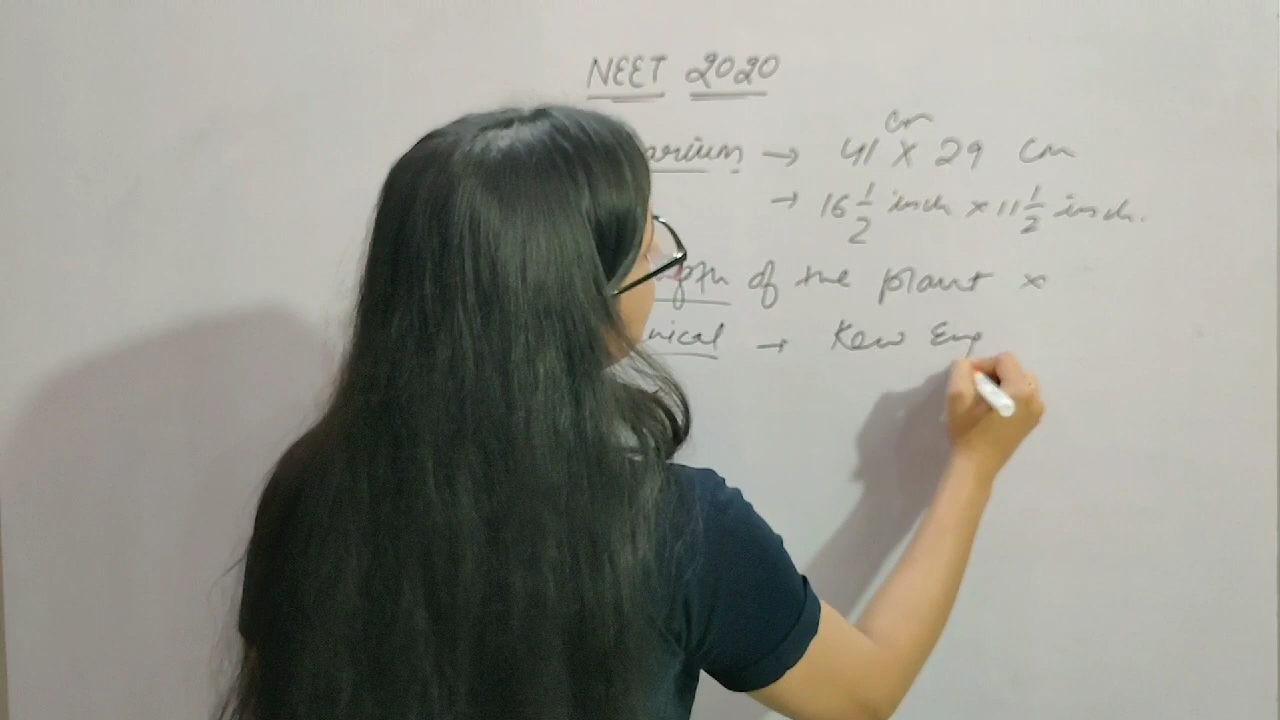 NEET 2020
arium → 41 cm × 29 cm
→ 16 1/2 inch × 11 1/2 inch.
of the plant ×
nical → Kew Eng